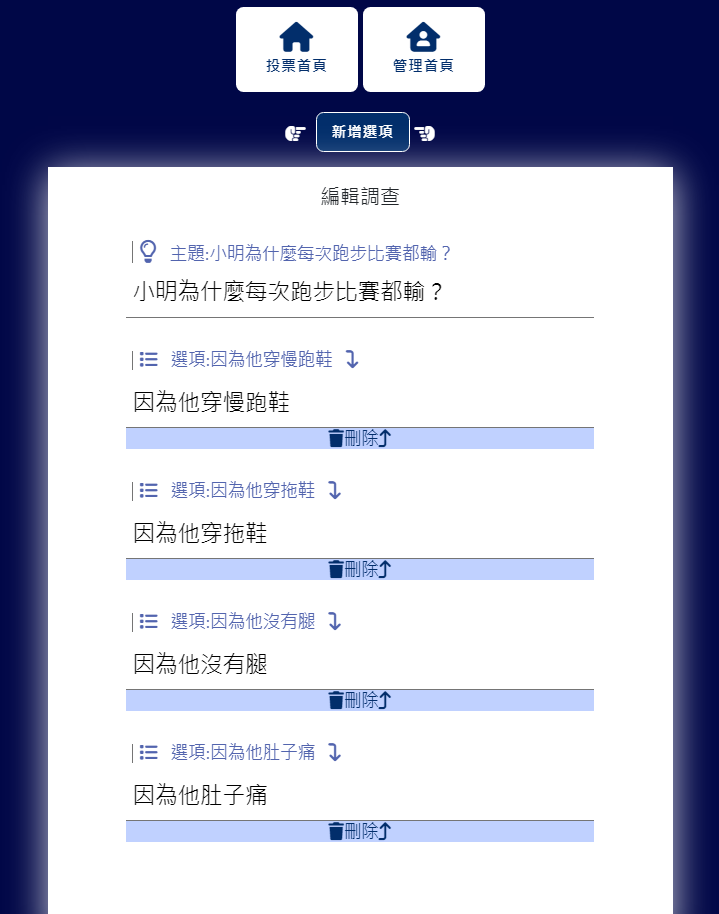 投票首頁 管理首頁
新增選項
編輯調查
主題:小明為什麼每次跑步比賽都輸？
小明為什麼每次跑步比賽都輸？
選項:因為他穿慢跑鞋
因為他穿慢跑鞋
刪除
選項:因為他穿拖鞋
因為他穿拖鞋
刪除
選項:因為他沒有腿
因為他沒有腿
刪除
選項:因為他肚子痛
因為他肚子痛
刪除